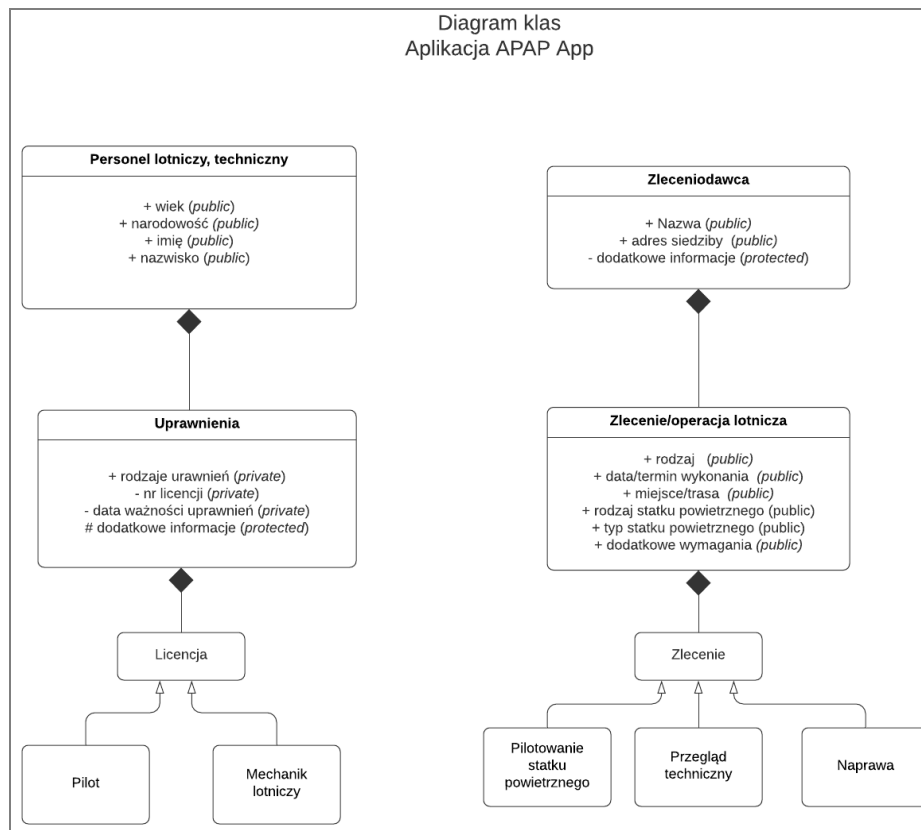 Diagram klas
Aplikacja APAP App
Personel lotniczy, techniczny
+ wiek (public)
+ narodowość (public)
+ imię (public)
+ nazwisko (public)
Uprawnienia
+ rodzaje urawnień (private)
- nr licencji (private)
- data ważności uprawnień (private)
# dodatkowe informacje (protected)
Licencja
Pilot
Mechanik
lotniczy
Zleceniodawca
+ Nazwa (public)
+ adres siedziby (public)
- dodatkowe informacje (protected)
Zlecenie/operacja lotnicza
+ rodzaj (public)
+ data/termin wykonania (public)
+ miejsce/trasa (public)
+ rodzaj statku powietrznego (public)
+ typ statku powietrznego (public)
+ dodatkowe wymagania (public)
Zlecenie
Pilotowanie
statku
powietrznego
Przegląd
techniczny
Naprawa